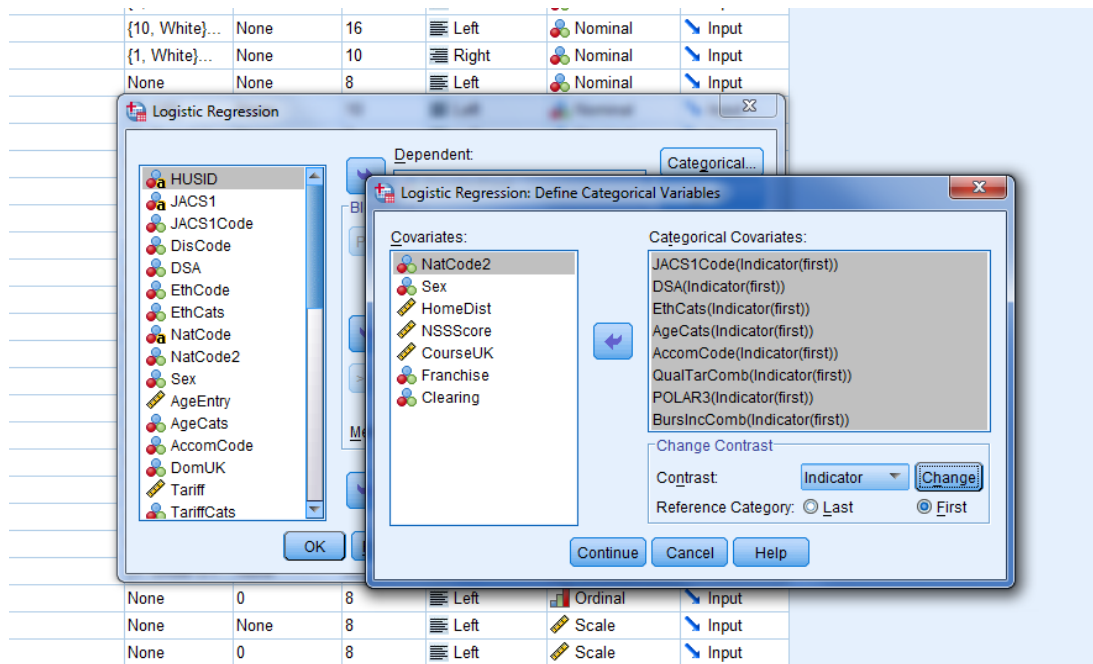 {10, White}... None 16 Left Nominal Input
{1, White}... None 10 Right Nominal Input
None None 8 Left Nominal Input
Logistic Regression
Dependent:
Categorical...
HUSID
JACS1
JACS1Code
DisCode
DSA
EthCode
EthCats
NatCode
NatCode2
Sex
AgeEntry
AgeCats
AccomCode
DomUK
Tariff
TariffCats
OK
Logistic Regression: Define Categorical Variables
Covariates:
NatCode2
Sex
HomeDist
NSSScore
CourseUK
Franchise
Clearing
Categorical Covariates:
JACS1Code(Indicator(first))
DSA(Indicator(first))
EthCats(Indicator(first))
AgeCats(Indicator(first))
AccomCode(Indicator(first))
QualTarComb(Indicator(first))
POLAR3(Indicator(first))
BursIncComb(Indicator(first))
Change Contrast
Contrast: Indicator Change
Reference Category: Last First
Continue Cancel Help
None 0 8 Left Ordinal Input
None None 8 Left Scale Input
None 0 8 Left Scale Input